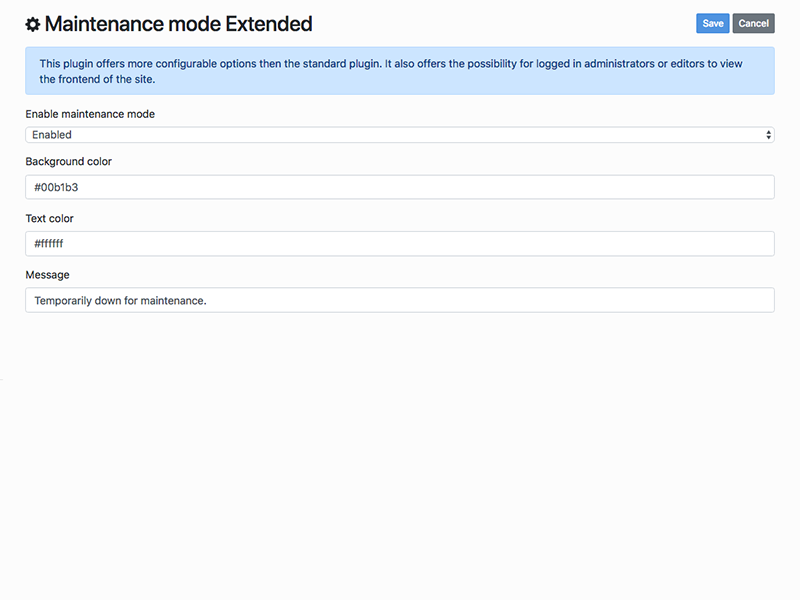 Maintenance mode Extended
Save
Cancel
This plugin offers more configurable options then the standard plugin. It also offers the possibility for logged in administrators or editors to view
the frontend of the site.
Enable maintenance mode
Enabled
Background color
#00b1b3
Text color
#ffffff
Message
Temporarily down for maintenance.